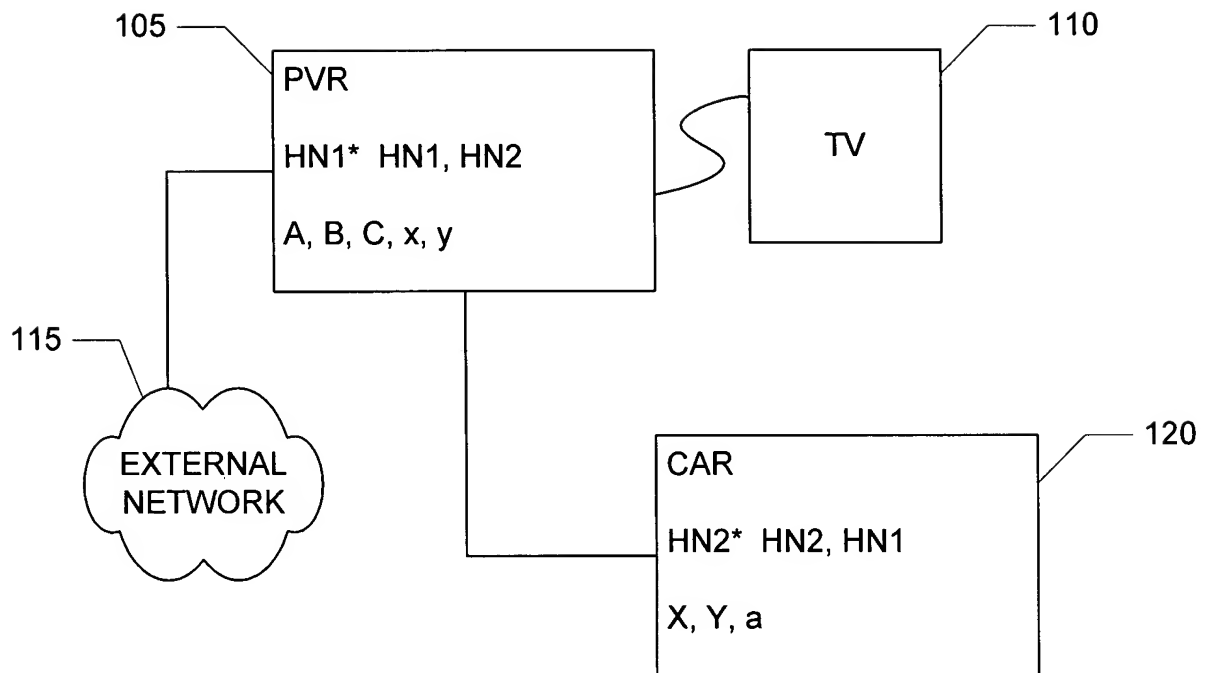 105
PVR
HN1* HN1, HN2
A, B, C, x, y
110
TV
115
EXTERNAL
NETWORK
120
CAR
HN2* HN2, HN1
X, Y, a